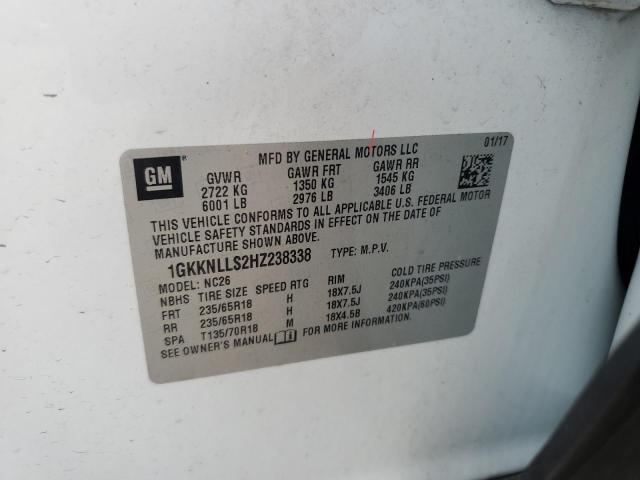 MFD BY GENERAL MOTORS LLC 01/17
GM GVWR GAWR FRT GAWR RR
2722 KG 1350 KG 1545 KG
6001 LB 2976 LB 3406 LB
THIS VEHICLE CONFORMS TO ALL APPLICABLE U.S. FEDERAL MOTOR
VEHICLE SAFETY STANDARDS IN EFFECT ON THE DATE OF
MANUFACTURE SHOWN ABOVE.
1GKKNLLS2HZ238338 TYPE: M.P.V.
MODEL: NC26
NBHS TIRE SIZE SPEED RTG RIM COLD TIRE PRESSURE
FRT 235/65R18 H 18X7.5J 240KPA(35PSI)
RR 235/65R18 H 18X7.5J 240KPA(35PSI)
SPA T135/70R18 M 18X4.5B 420KPA(60PSI)
SEE OWNER'S MANUAL FOR MORE INFORMATION.